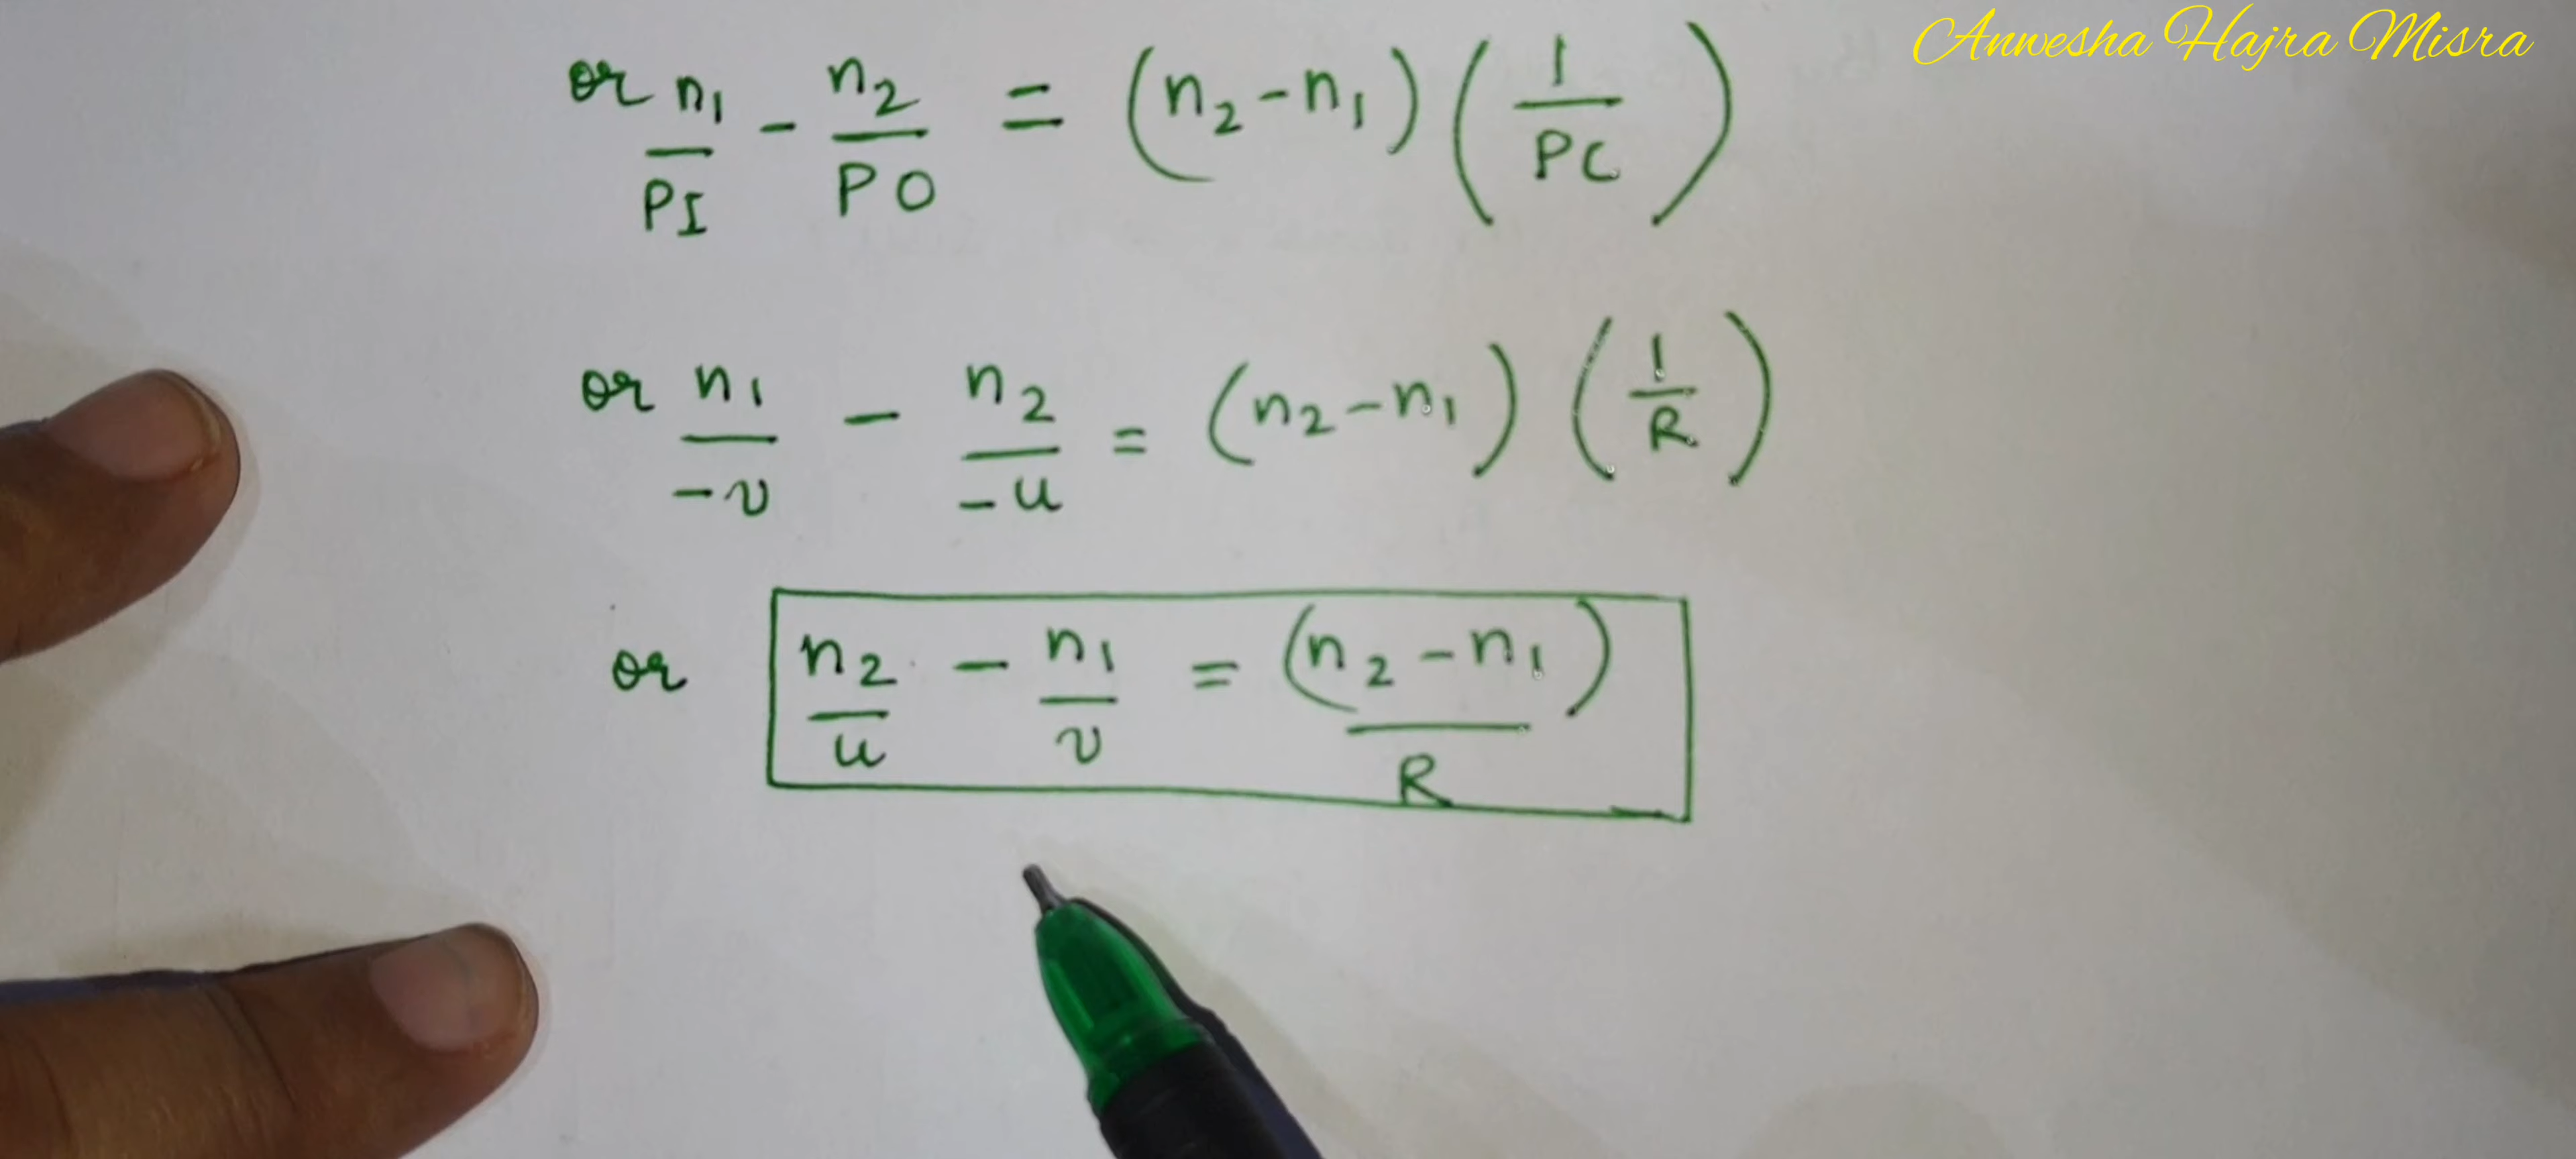 Anwesha Hajra Misra
or n₁/PI - n₂/PO = (n₂-n₁)(1/PC)
or n₁/-v - n₂/-u = (n₂-n₁)(1/R)
or n₂/u - n₁/v = (n₂-n₁)/R